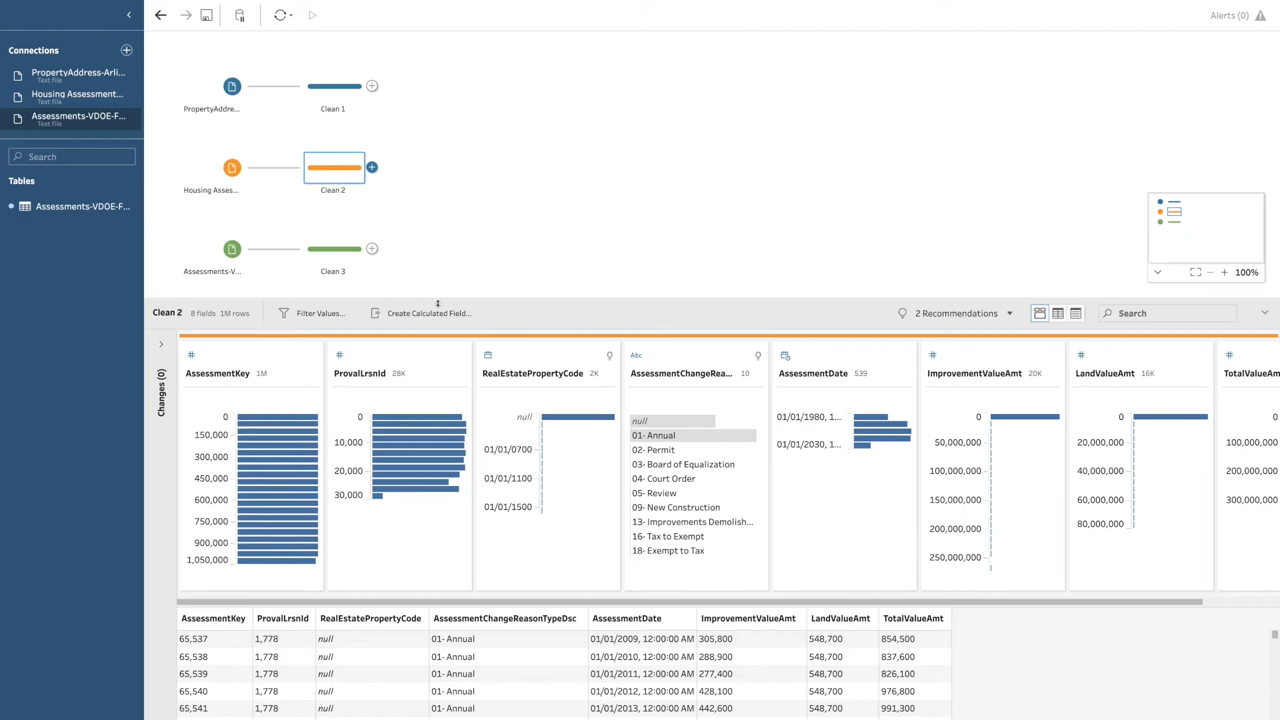 Alerts (0)
Connections
PropertyAddress-Arli...
Text file
Housing Assessment...
Text file
Assessments-VDOE-F...
Text file
Search
Tables
Assessments-VDOE-F...
PropertyAddre...
Clean 1
Housing Asses...
Clean 2
Assessments-V...
Clean 3
100%
Clean 2 8 fields 1M rows
Filter Values...
Create Calculated Field...
2 Recommendations
Search
Changes (0)
AssessmentKey 1M
0
150,000
300,000
450,000
600,000
750,000
900,000
1,050,000
ProvalLrsnId 28K
0
10,000
20,000
30,000
RealEstatePropertyCode 2K
null
01/01/0700
01/01/1100
01/01/1500
Abc
AssessmentChangeRea... 10
null
01- Annual
02- Permit
03- Board of Equalization
04- Court Order
05- Review
09- New Construction
13- Improvements Demolish...
16- Tax to Exempt
18- Exempt to Tax
AssessmentDate 539
01/01/1980, 1...
01/01/2030, 1...
ImprovementValueAmt 20K
0
50,000,000
100,000,000
150,000,000
200,000,000
250,000,000
LandValueAmt 16K
0
20,000,000
40,000,000
60,000,000
80,000,000
TotalValueAm
0
100,000,000
200,000,000
300,000,000
AssessmentKey ProvalLrsnId RealEstatePropertyCode AssessmentChangeReasonTypeDsc AssessmentDate ImprovementValueAmt LandValueAmt TotalValueAmt
65,537 1,778 null 01- Annual 01/01/2009, 12:00:00 AM 305,800 548,700 854,500
65,538 1,778 null 01- Annual 01/01/2010, 12:00:00 AM 288,900 548,700 837,600
65,539 1,778 null 01- Annual 01/01/2011, 12:00:00 AM 277,400 548,700 826,100
65,540 1,778 null 01- Annual 01/01/2012, 12:00:00 AM 428,100 548,700 976,800
65,541 1,778 null 01- Annual 01/01/2013, 12:00:00 AM 442,600 548,700 991,300